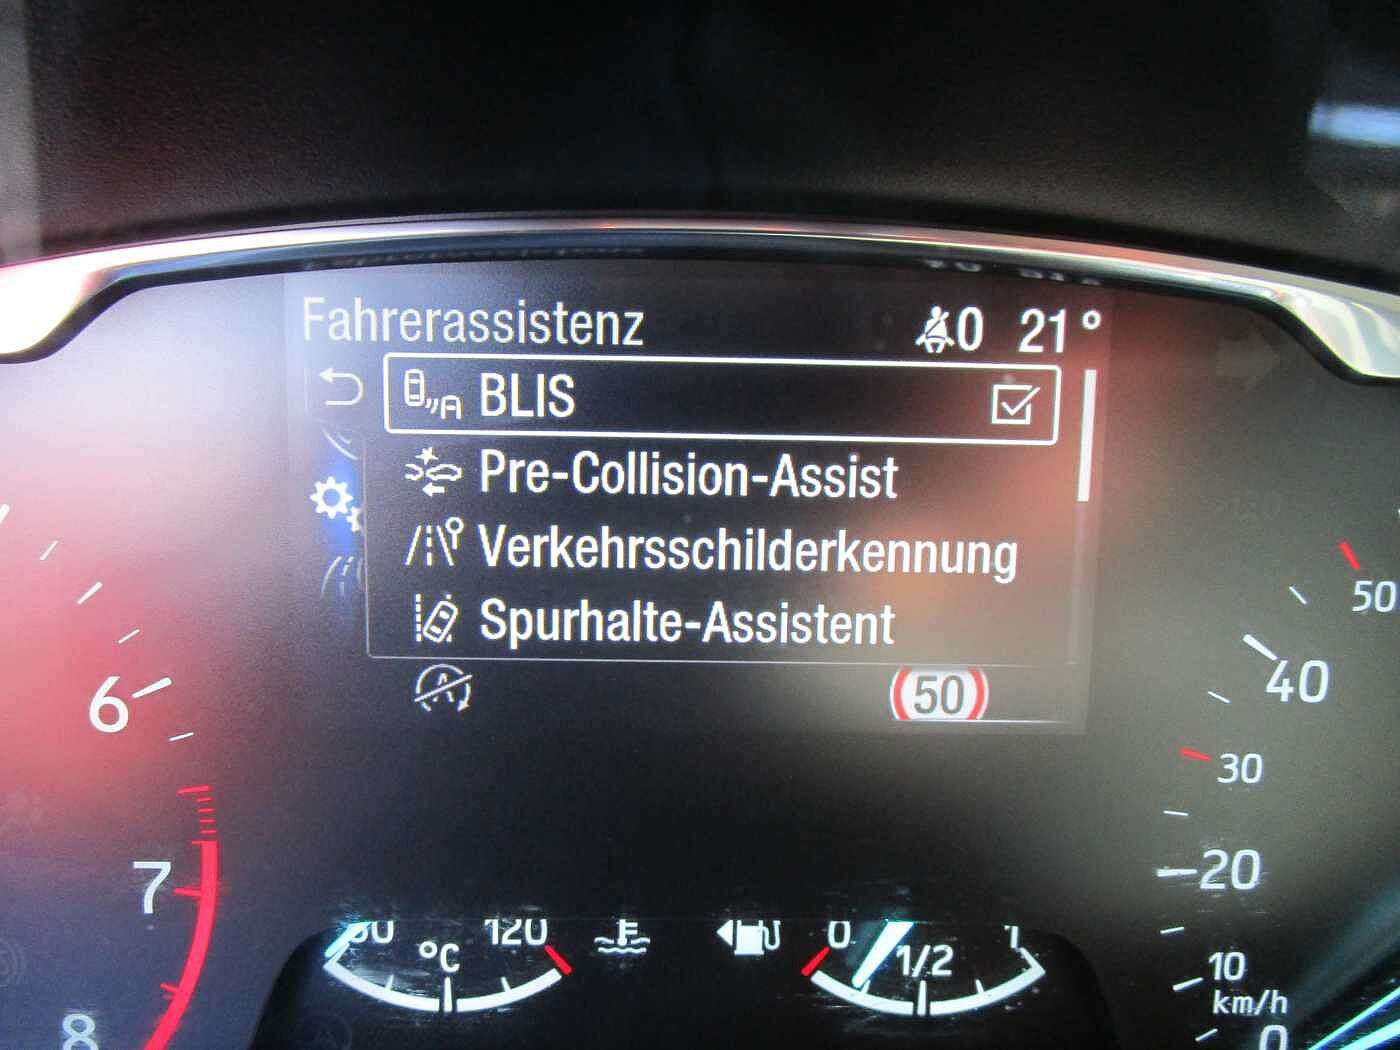 Fahrerassistenz 0 21°
BLIS
Pre-Collision-Assist
Verkehrsschilderkennung
Spurhalte-Assistent
50
50
40
30
20
10
km/h
0
6
7
8
120
°C
0
1/2
1